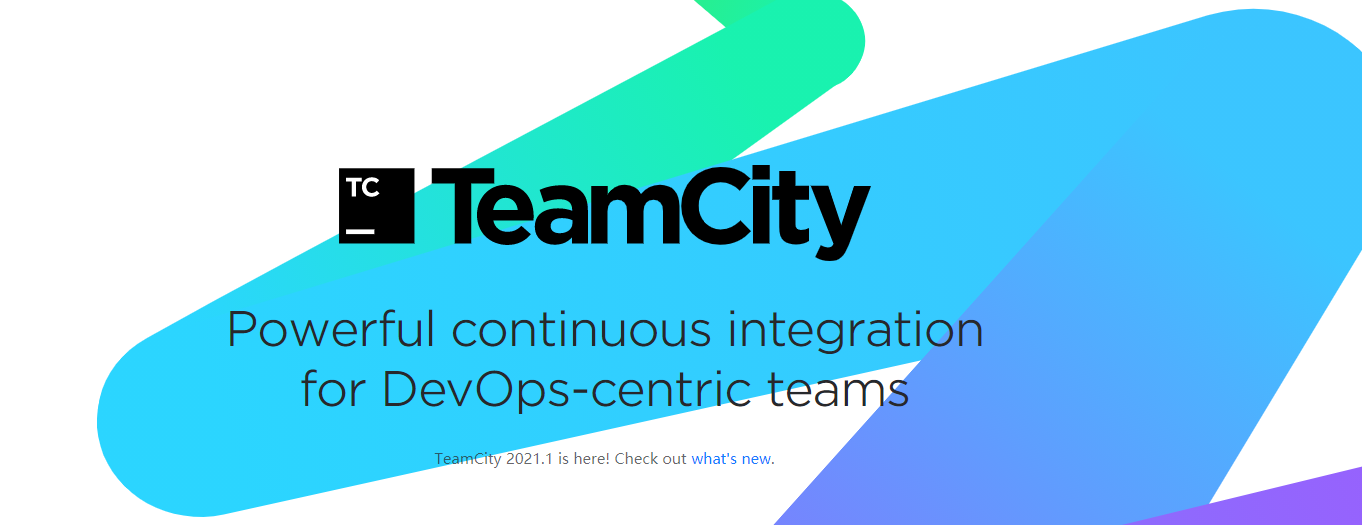 TC
TeamCity
Powerful continuous integration
for DevOps-centric teams
TeamCity 2021.1 is here! Check out what's new.